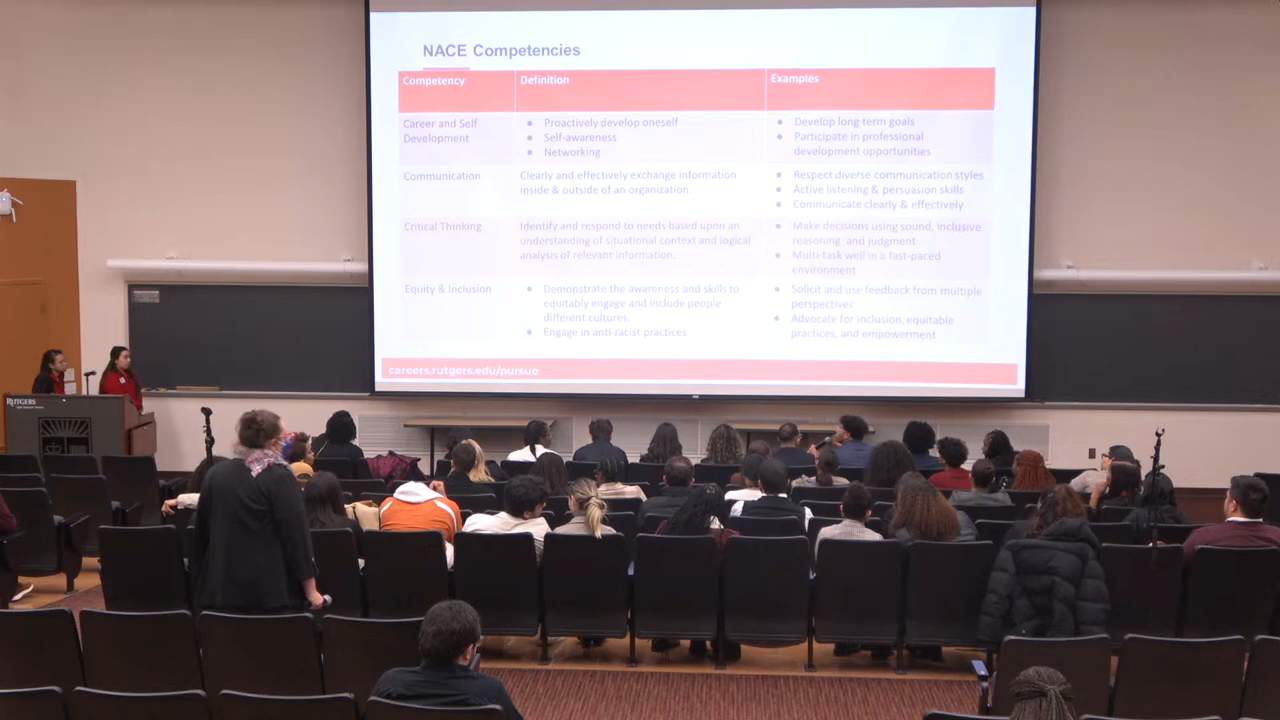 NACE Competencies
Competency
Definition
Examples
Career and Self
Development
● Proactively develop oneself
● Self-awareness
● Networking
● Develop long term goals
● Participate in professional
development opportunities
Communication
Clearly and effectively exchange information
inside & outside of an organization.
● Respect diverse communication styles
● Active listening & persuasion skills
● Communicate clearly & effectively
Critical Thinking
Identify and respond to needs based upon an
understanding of situational context and logical
analysis of relevant information.
● Make decisions using sound, inclusive
reasoning and judgment
● Multi-task well in a fast-paced
environment
Equity & Inclusion
● Demonstrate the awareness and skills to
equitably engage and include people
different cultures.
● Engage in anti-racist practices
● Solicit and use feedback from multiple
perspectives
● Advocate for inclusion, equitable
practices, and empowerment
careers.rutgers.edu/pursue
RUTGERS